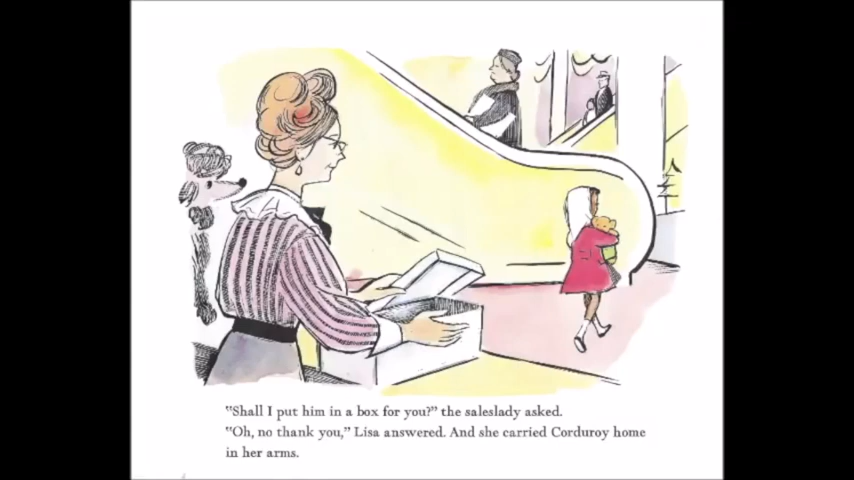 "Shall I put him in a box for you?" the saleslady asked.
"Oh, no thank you," Lisa answered. And she carried Corduroy home
in her arms.